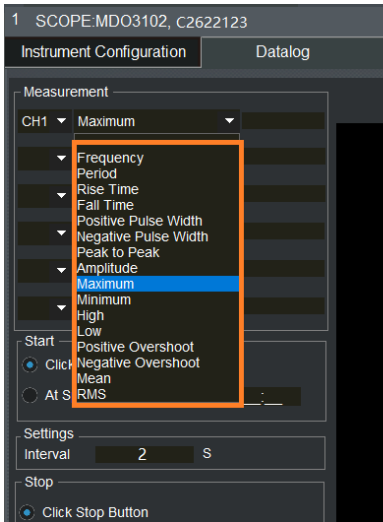 1 SCOPE:MDO3102, C2622123
Instrument Configuration Datalog
Measurement
CH1 Maximum
Frequency
Period
Rise Time
Fall Time
Positive Pulse Width
Negative Pulse Width
Peak to Peak
Amplitude
Maximum
Minimum
High
Low
Positive Overshoot
Negative Overshoot
Mean
RMS
Start
Settings
Interval 2 S
Stop
Click Stop Button